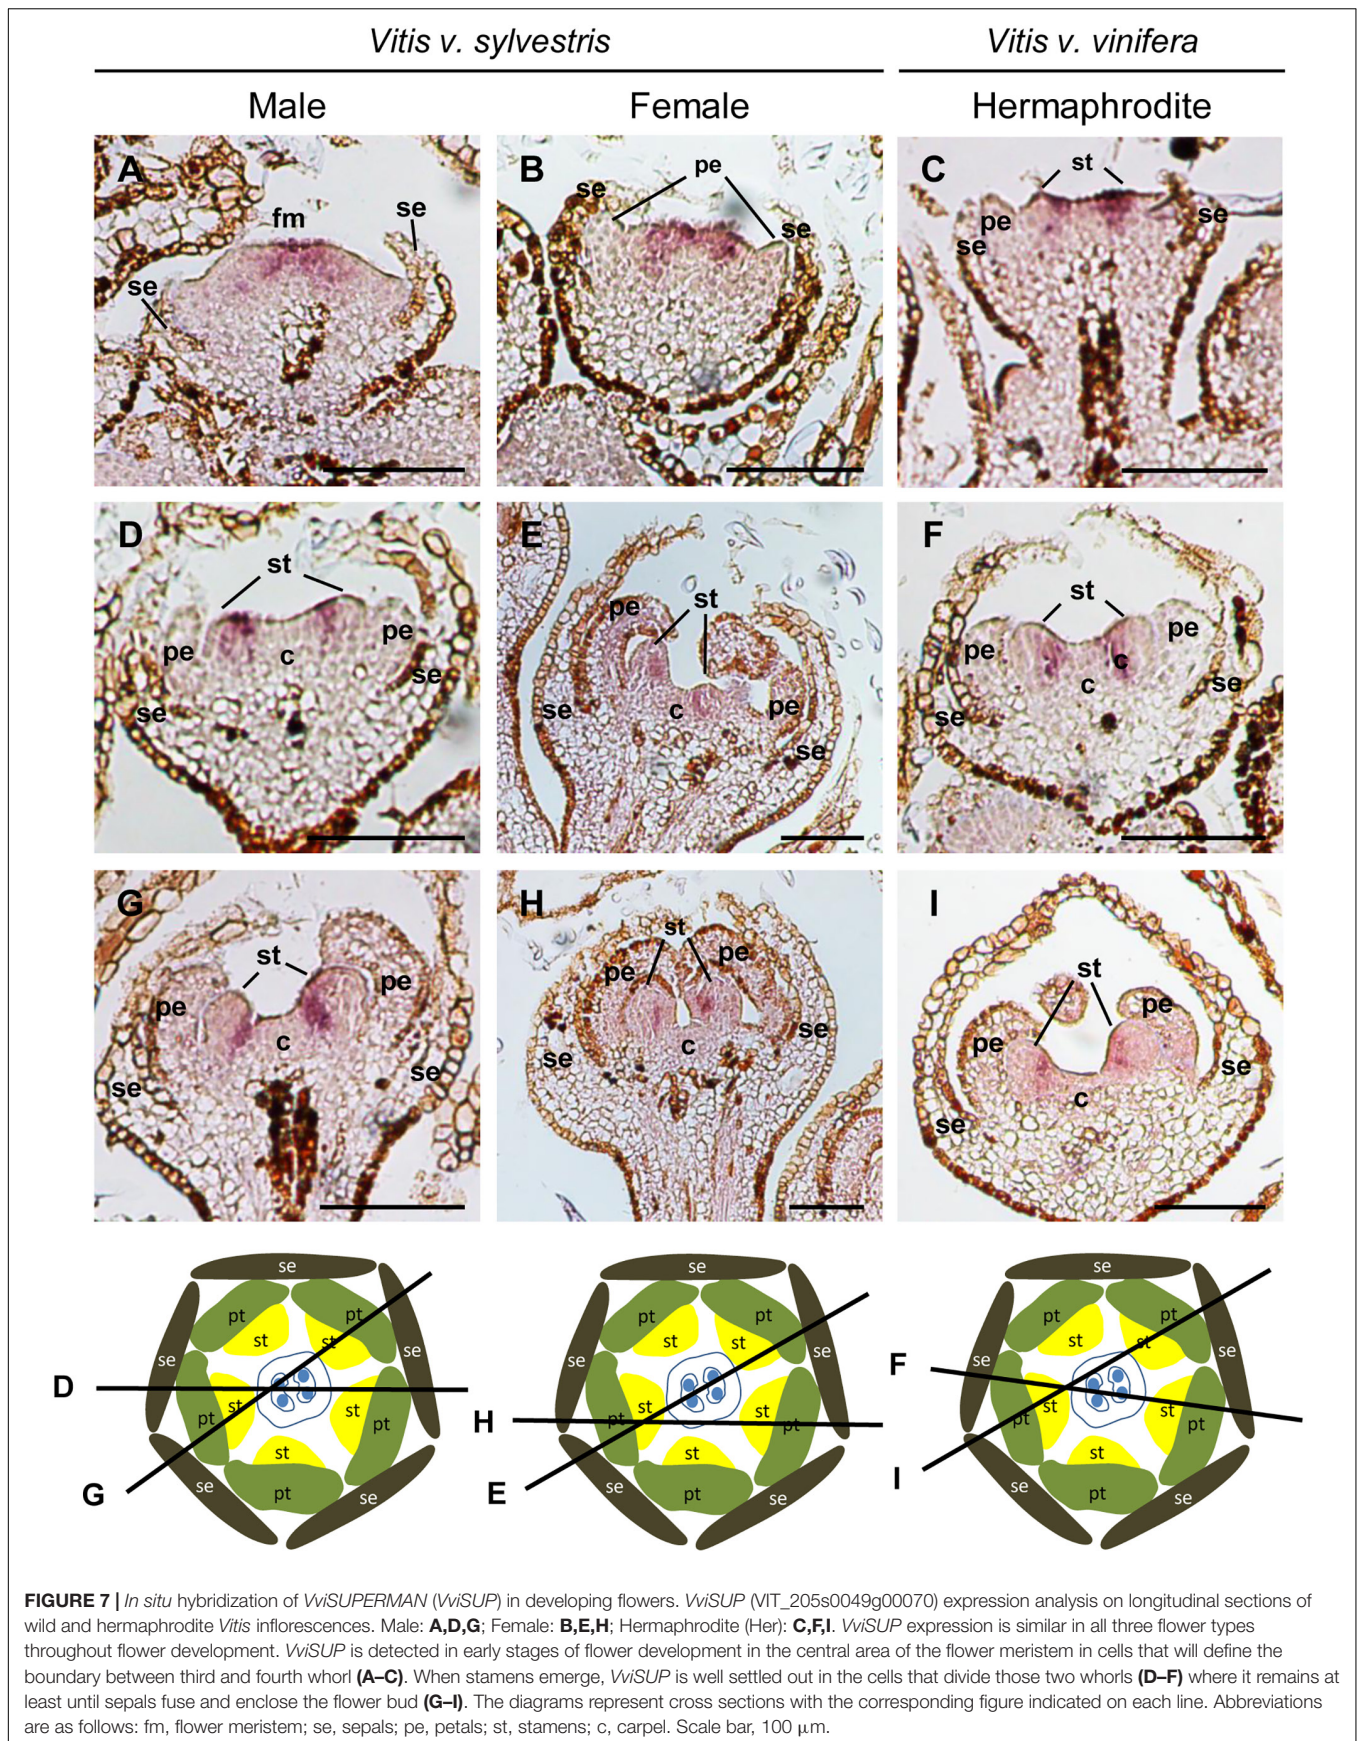 Vitis v. sylvestris
Vitis v. vinifera
Male
Female
Hermaphrodite
A
fm
se
se
B
pe
se
se
C
st
pe
se
se
D
st
pe
pe
c
se
se
E
pe
st
se
c
pe
se
F
st
pe
pe
c
c
se
se
G
st
pe
pe
c
se
se
H
st
pe
pe
se
se
c
I
st
pe
pe
se
c
se
se
pt
pt
st
st
se
se
D
st
st
pt
pt
st
G
se
pt
se
se
pt
pt
st
st
se
se
st
st
H
pt
pt
st
E
se
pt
se
se
pt
pt
st
st
se
se
F
st
st
pt
pt
st
I
se
pt
se
FIGURE 7 | In situ hybridization of VviSUPERMAN (VviSUP) in developing flowers. VviSUP (VIT_205s0049g00070) expression analysis on longitudinal sections of
wild and hermaphrodite Vitis inflorescences. Male: A,D,G; Female: B,E,H; Hermaphrodite (Her): C,F,I. VviSUP expression is similar in all three flower types
throughout flower development. VviSUP is detected in early stages of flower development in the central area of the flower meristem in cells that will define the
boundary between third and fourth whorl (A–C). When stamens emerge, VviSUP is well settled out in the cells that divide those two whorls (D–F) where it remains at
least until sepals fuse and enclose the flower bud (G–I). The diagrams represent cross sections with the corresponding figure indicated on each line. Abbreviations
are as follows: fm, flower meristem; se, sepals; pe, petals; st, stamens; c, carpel. Scale bar, 100 μm.